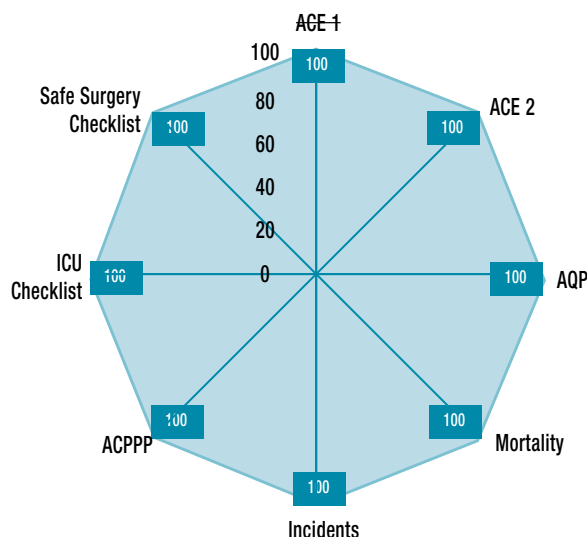 ACE 1
100
100
Safe Surgery
Checklist
100
80
100
ACE 2
60
40
20
0
ICU
Checklist
100
100
AQP
100
ACPPP
100
Mortality
100
Incidents